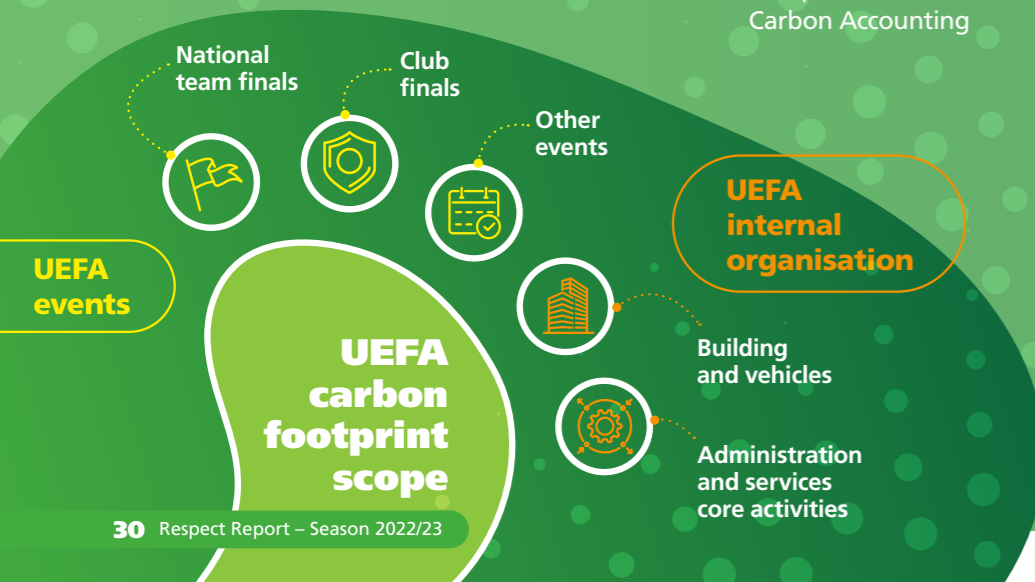 Carbon Accounting
National
team finals
Club
finals
Other
events
UEFA
internal
organisation
UEFA
events
Building
and vehicles
UEFA
carbon
footprint
scope
Administration
and services
core activities
30 Respect Report – Season 2022/23